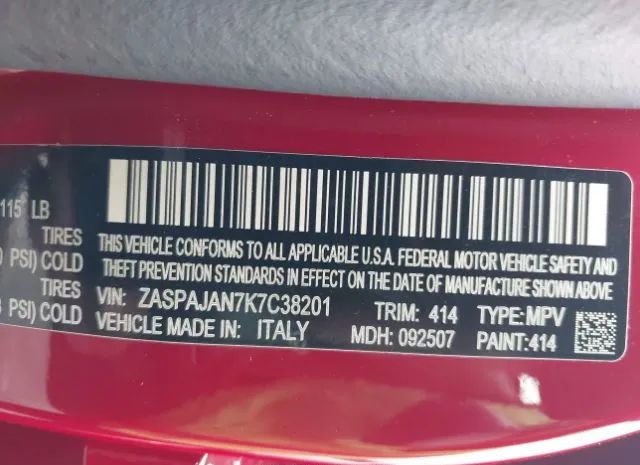 115 LB
TIRES
PSI) COLD
TIRES
PSI) COLD
THIS VEHICLE CONFORMS TO ALL APPLICABLE U.S.A. FEDERAL MOTOR VEHICLE SAFETY AND
THEFT PREVENTION STANDARDS IN EFFECT ON THE DATE OF MANUFACTURE SHOWN ABOVE
VIN: ZASPAJAN7K7C38201 TRIM: 414 TYPE: MPV
VEHICLE MADE IN: ITALY MDH: 092507 PAINT:414